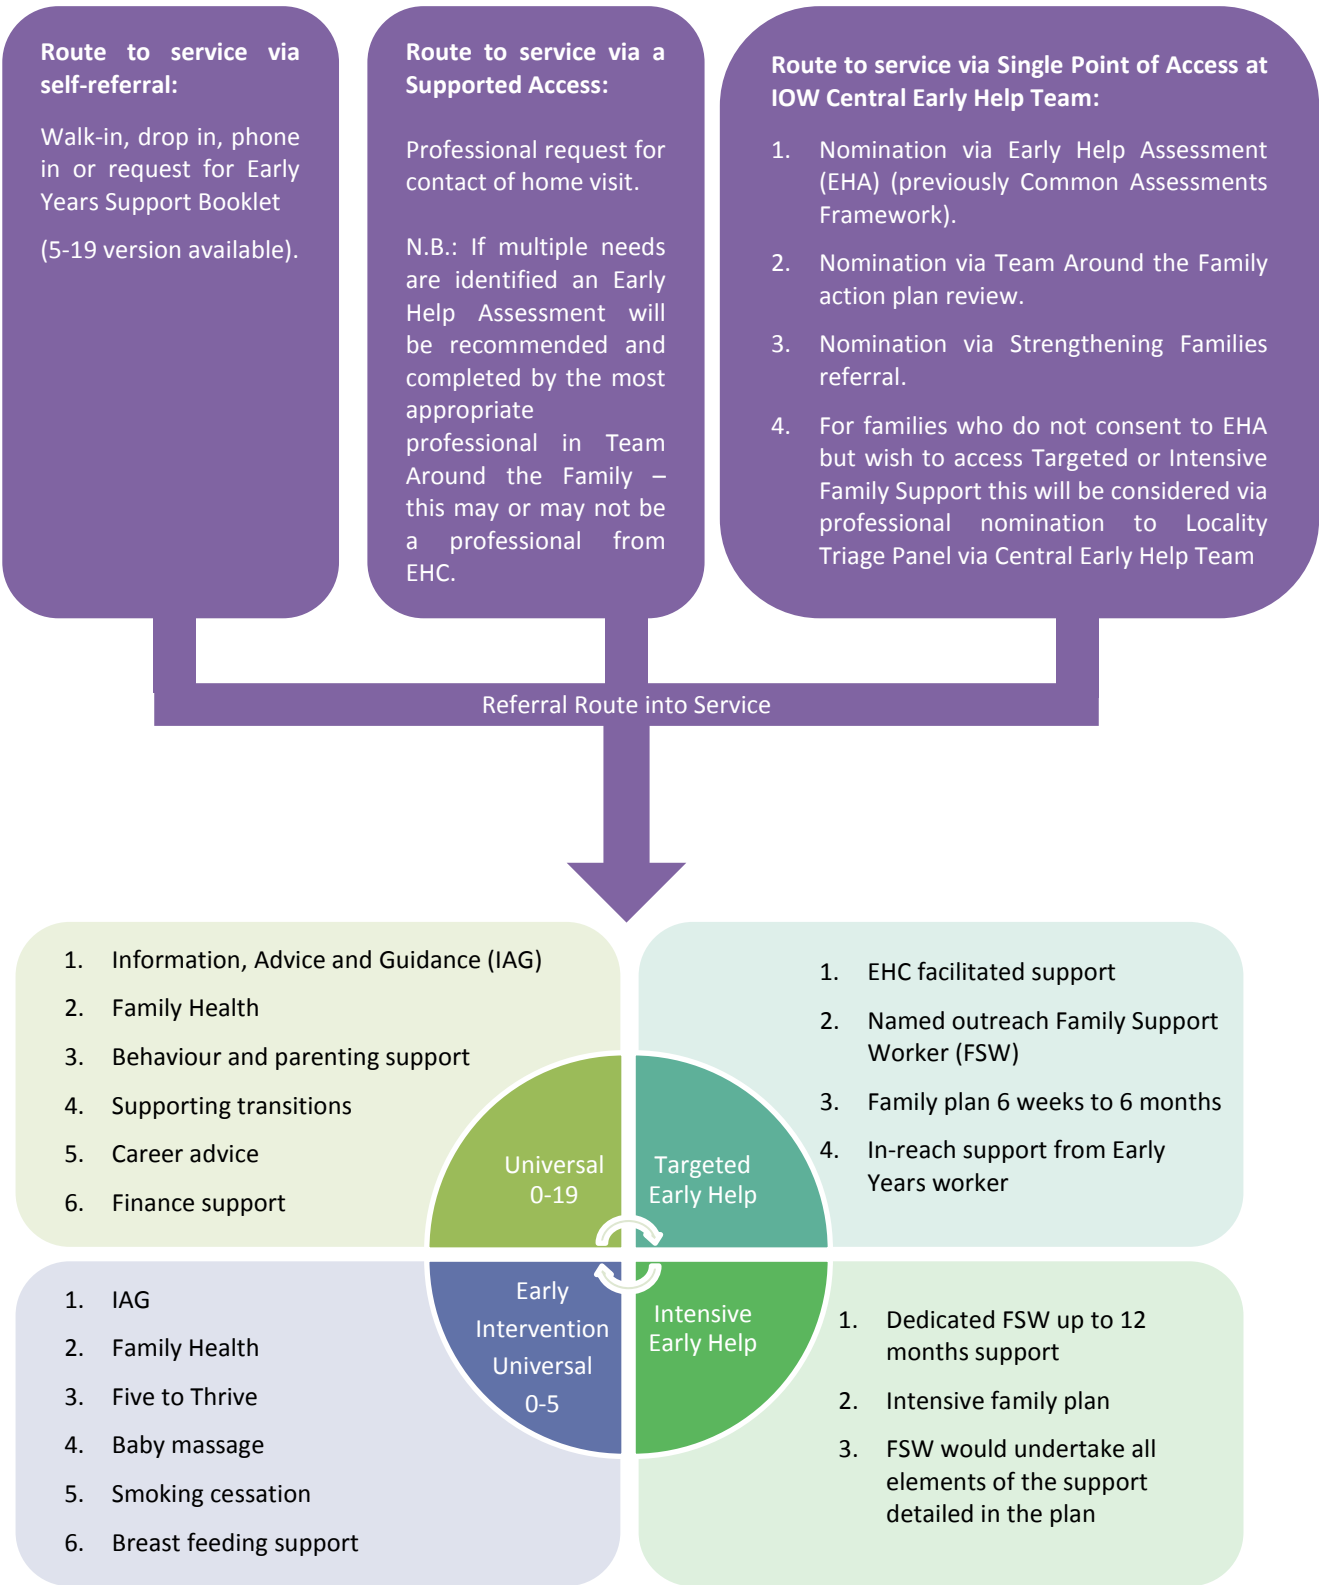 Route to service via
self-referral:
Walk-in, drop in, phone
in or request for Early
Years Support Booklet
(5-19 version available).
Route to service via a
Supported Access:
Professional request for
contact of home visit.
N.B.: If multiple needs
are identified an Early
Help Assessment will
be recommended and
completed by the most
appropriate
professional in Team
Around the Family –
this may or may not be
a professional from
EHC.
Route to service via Single Point of Access at
IOW Central Early Help Team:
1. Nomination via Early Help Assessment
(EHA) (previously Common Assessments
Framework).
2. Nomination via Team Around the Family
action plan review.
3. Nomination via Strengthening Families
referral.
4. For families who do not consent to EHA
but wish to access Targeted or Intensive
Family Support this will be considered via
professional nomination to Locality
Triage Panel via Central Early Help Team
Referral Route into Service
1. Information, Advice and Guidance (IAG)
2. Family Health
3. Behaviour and parenting support
4. Supporting transitions
5. Career advice
6. Finance support
Universal
0-19
Targeted
Early Help
1. EHC facilitated support
2. Named outreach Family Support
Worker (FSW)
3. Family plan 6 weeks to 6 months
4. In-reach support from Early
Years worker
1. IAG
2. Family Health
3. Five to Thrive
4. Baby massage
5. Smoking cessation
6. Breast feeding support
Early
Intervention
Universal
0-5
Intensive
Early Help
1. Dedicated FSW up to 12
months support
2. Intensive family plan
3. FSW would undertake all
elements of the support
detailed in the plan